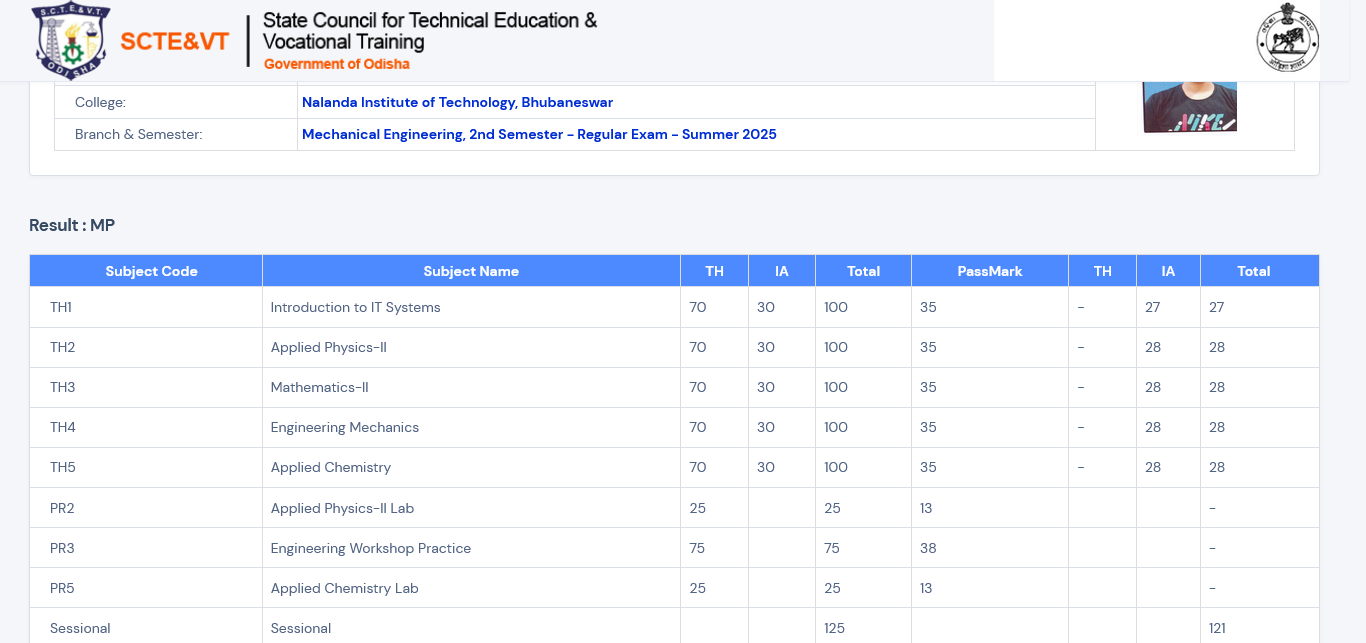 S.C.T.E.&V.T.
ODISHA
SCTE&VT
State Council for Technical Education &
Vocational Training
Government of Odisha
College: Nalanda Institute of Technology, Bhubaneswar
Branch & Semester: Mechanical Engineering, 2nd Semester - Regular Exam - Summer 2025
NIKE
Result : MP
Subject Code Subject Name TH IA Total PassMark TH IA Total
TH1 Introduction to IT Systems 70 30 100 35 - 27 27
TH2 Applied Physics-II 70 30 100 35 - 28 28
TH3 Mathematics-II 70 30 100 35 - 28 28
TH4 Engineering Mechanics 70 30 100 35 - 28 28
TH5 Applied Chemistry 70 30 100 35 - 28 28
PR2 Applied Physics-II Lab 25 25 13 -
PR3 Engineering Workshop Practice 75 75 38 -
PR5 Applied Chemistry Lab 25 25 13 -
Sessional Sessional 125 121